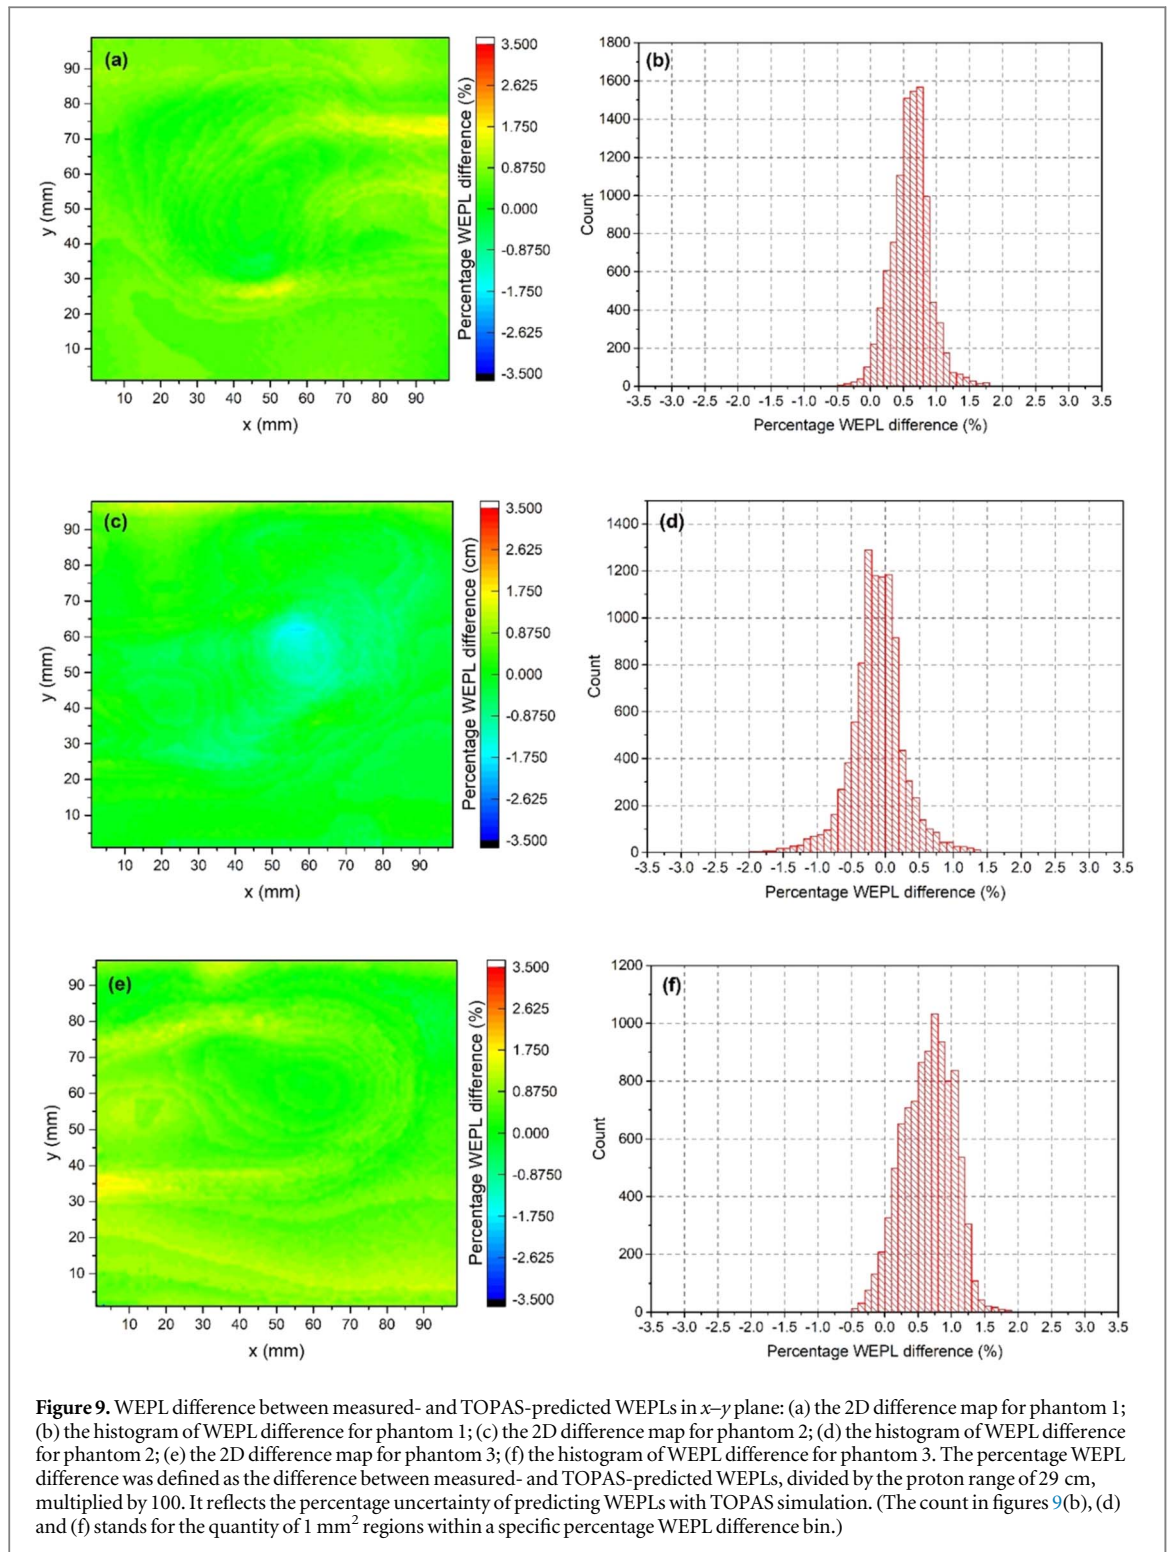 (a)
90
80
70
60
50
40
30
20
10
y (mm)
10 20 30 40 50 60 70 80 90
x (mm)
3.500
2.625
1.750
0.8750
0.000
-0.8750
-1.750
-2.625
-3.500
Percentage WEPL difference (%)
(b)
1800
1600
1400
1200
1000
800
600
400
200
0
Count
-3.5 -3.0 -2.5 -2.0 -1.5 -1.0 -0.5 0.0 0.5 1.0 1.5 2.0 2.5 3.0 3.5
Percentage WEPL difference (%)
(c)
90
80
70
60
50
40
30
20
10
y (mm)
10 20 30 40 50 60 70 80 90
x (mm)
3.500
2.625
1.750
0.8750
0.000
-0.8750
-1.750
-2.625
-3.500
Percentage WEPL difference (cm)
(d)
1400
1200
1000
800
600
400
200
0
Count
-3.5 -3.0 -2.5 -2.0 -1.5 -1.0 -0.5 0.0 0.5 1.0 1.5 2.0 2.5 3.0 3.5
Percentage WEPL difference (%)
(e)
90
80
70
60
50
40
30
20
10
y (mm)
10 20 30 40 50 60 70 80 90
x (mm)
3.500
2.625
1.750
0.8750
0.000
-0.8750
-1.750
-2.625
-3.500
Percentage WEPL difference (%)
(f)
1200
1000
800
600
400
200
0
Count
-3.5 -3.0 -2.5 -2.0 -1.5 -1.0 -0.5 0.0 0.5 1.0 1.5 2.0 2.5 3.0 3.5
Percentage WEPL difference (%)
Figure 9. WEPL difference between measured- and TOPAS-predicted WEPLs in x–y plane: (a) the 2D difference map for phantom 1;
(b) the histogram of WEPL difference for phantom 1; (c) the 2D difference map for phantom 2; (d) the histogram of WEPL difference
for phantom 2; (e) the 2D difference map for phantom 3; (f) the histogram of WEPL difference for phantom 3. The percentage WEPL
difference was defined as the difference between measured- and TOPAS-predicted WEPLs, divided by the proton range of 29 cm,
multiplied by 100. It reflects the percentage uncertainty of predicting WEPLs with TOPAS simulation. (The count in figures 9(b), (d)
and (f) stands for the quantity of 1 mm² regions within a specific percentage WEPL difference bin.)